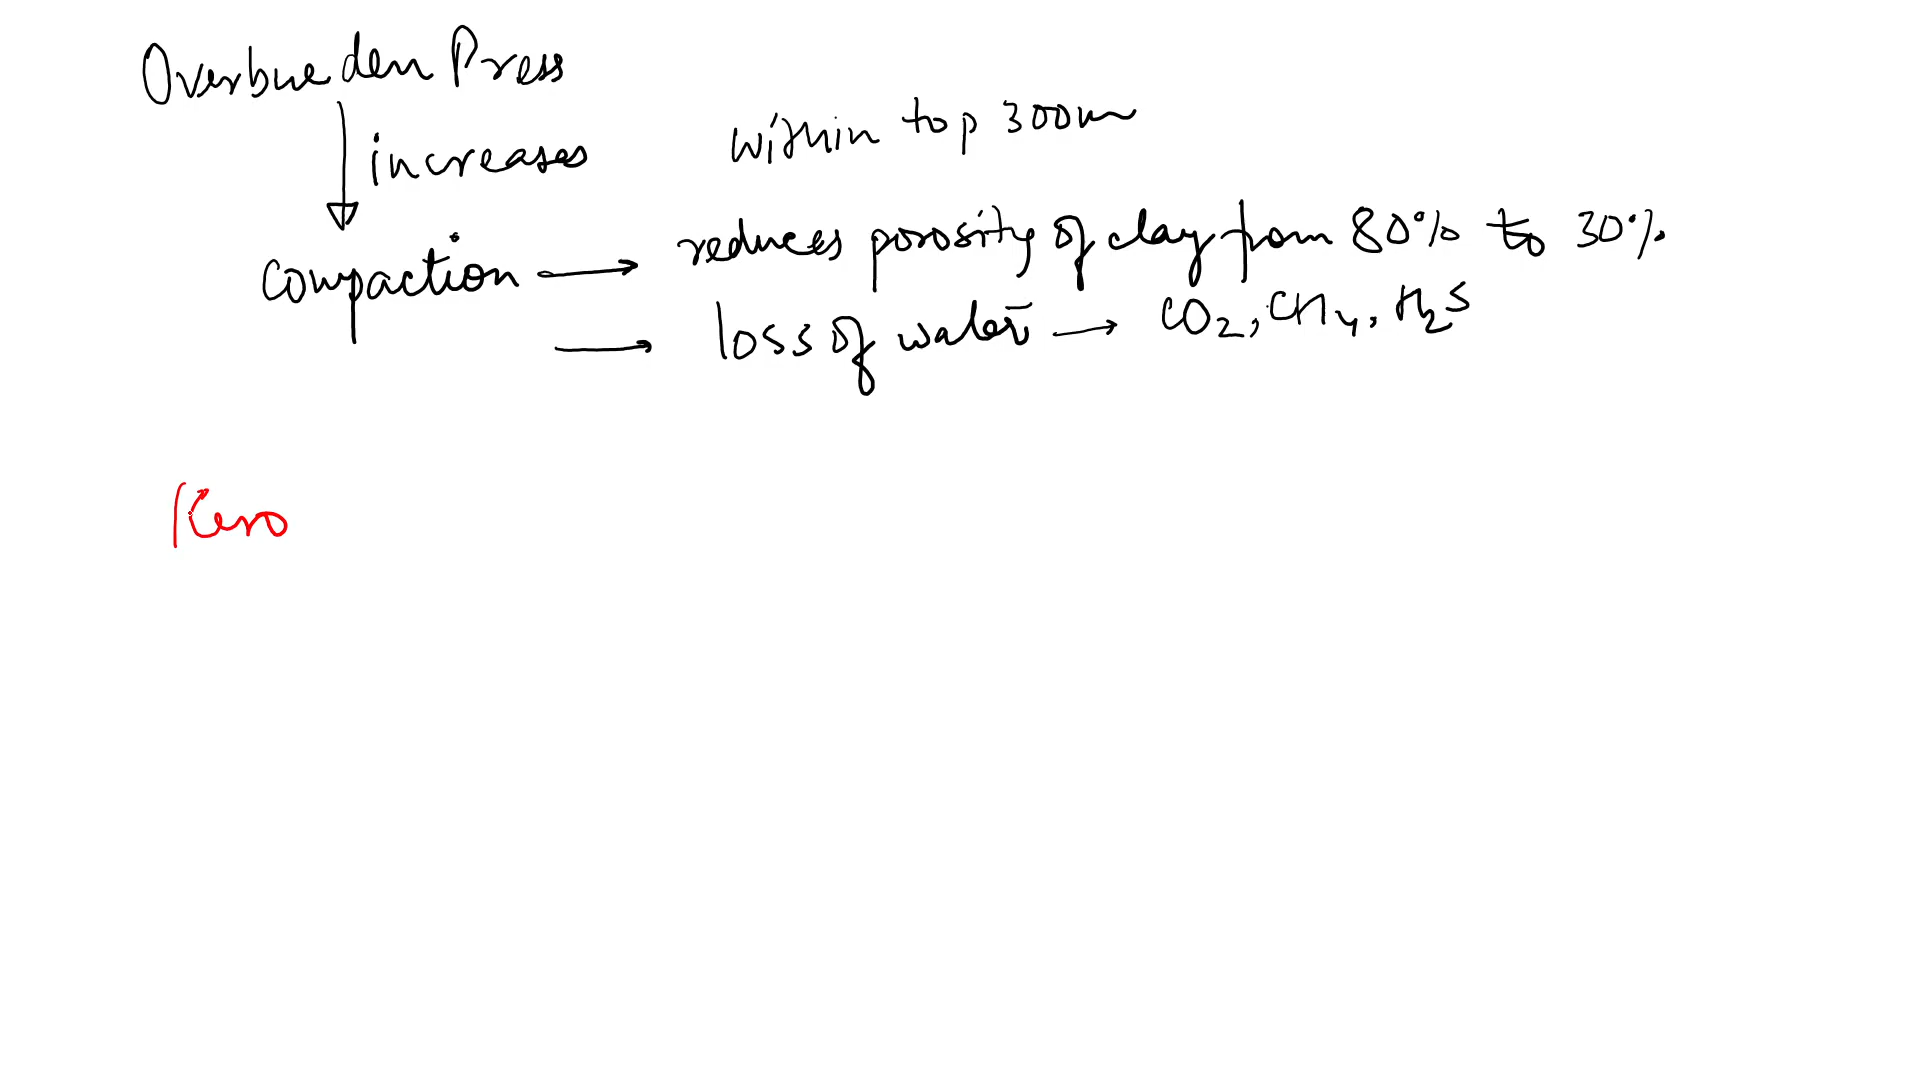 Overburden Press
increases
within top 300m
Compaction → reduces porosity of clay from 80% to 30%.
→ loss of water → CO2, CH4, H2S
Kero